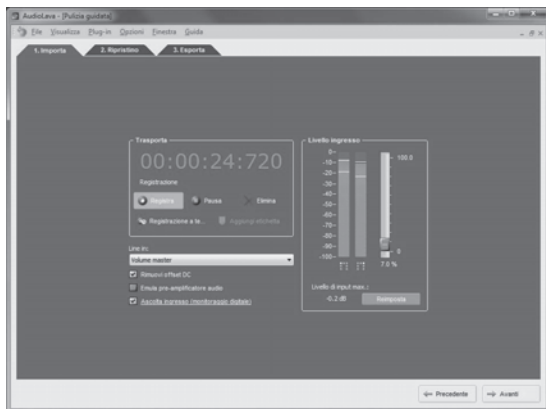 AudioLava - [Pulizia guidata]
File Visualizza Plug-in Opzioni Finestra Guida
1. Importa 2. Ripristino 3. Esporta
Trasporta
00:00:24:720
Registrazione
Registra Pausa Elimina
Registrazione a te... Aggiungi etichetta
Line in:
Volume master
Rimuovi offset DC
Emula pre-amplificatore audio
Ascolta ingresso (monitoraggio digitale)
Livello ingresso
0-
-10-
-20-
-30-
-40-
-50-
-60-
-70-
-80-
-90-
-100-
100.0
0
7.0 %
Livello di input max.:
-0.2 dB Reimposta
Precedente Avanti